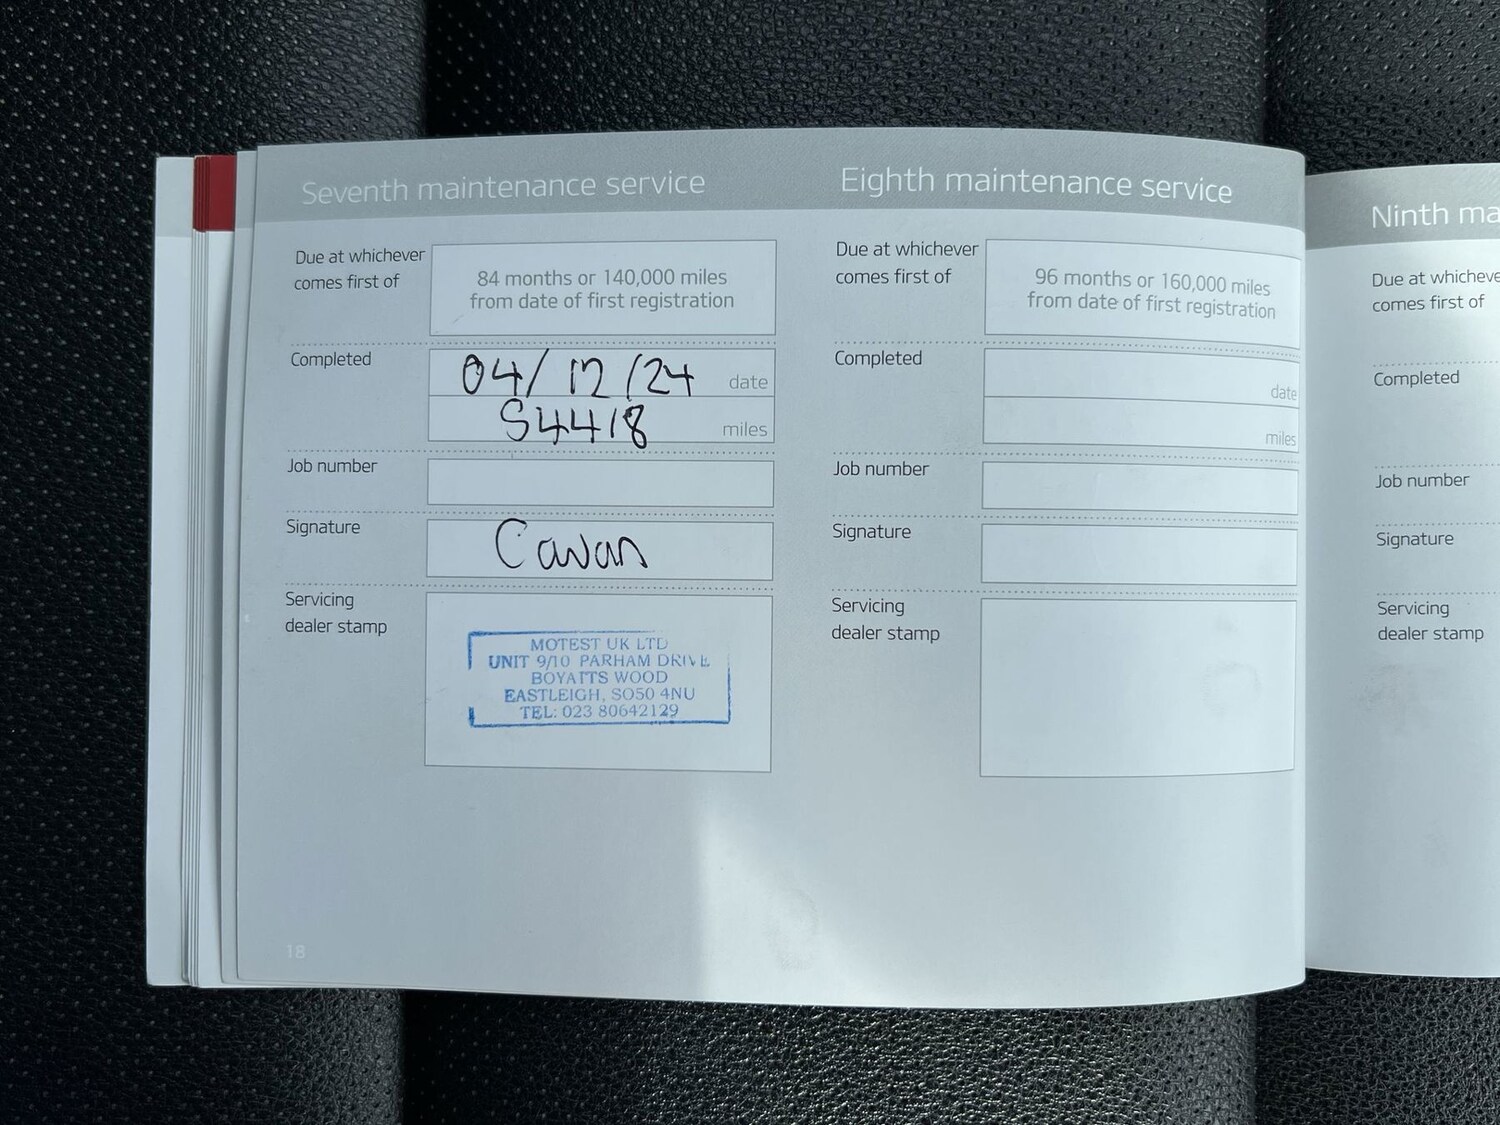 Seventh maintenance service
Due at whichever
comes first of
84 months or 140,000 miles
from date of first registration
Completed
04/12/24 date
54418 miles
Job number
Signature
Cavan
Servicing
dealer stamp
MOTEST UK LTD
UNIT 9/10 PARHAM DRIVE
BOYATTS WOOD
EASTLEIGH, SO50 4NU
TEL: 023 80642129
18
Eighth maintenance service
Due at whichever
comes first of
96 months or 160,000 miles
from date of first registration
Completed
date
miles
Job number
Signature
Servicing
dealer stamp
Ninth ma
Due at whicheve
comes first of
Completed
Job number
Signature
Servicing
dealer stamp